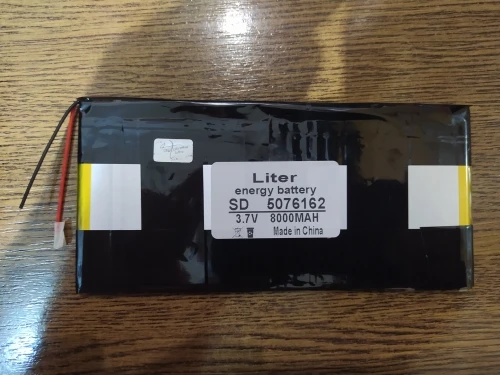 Liter
energy battery
SD 5076162
3.7V 8000MAH
Made in China